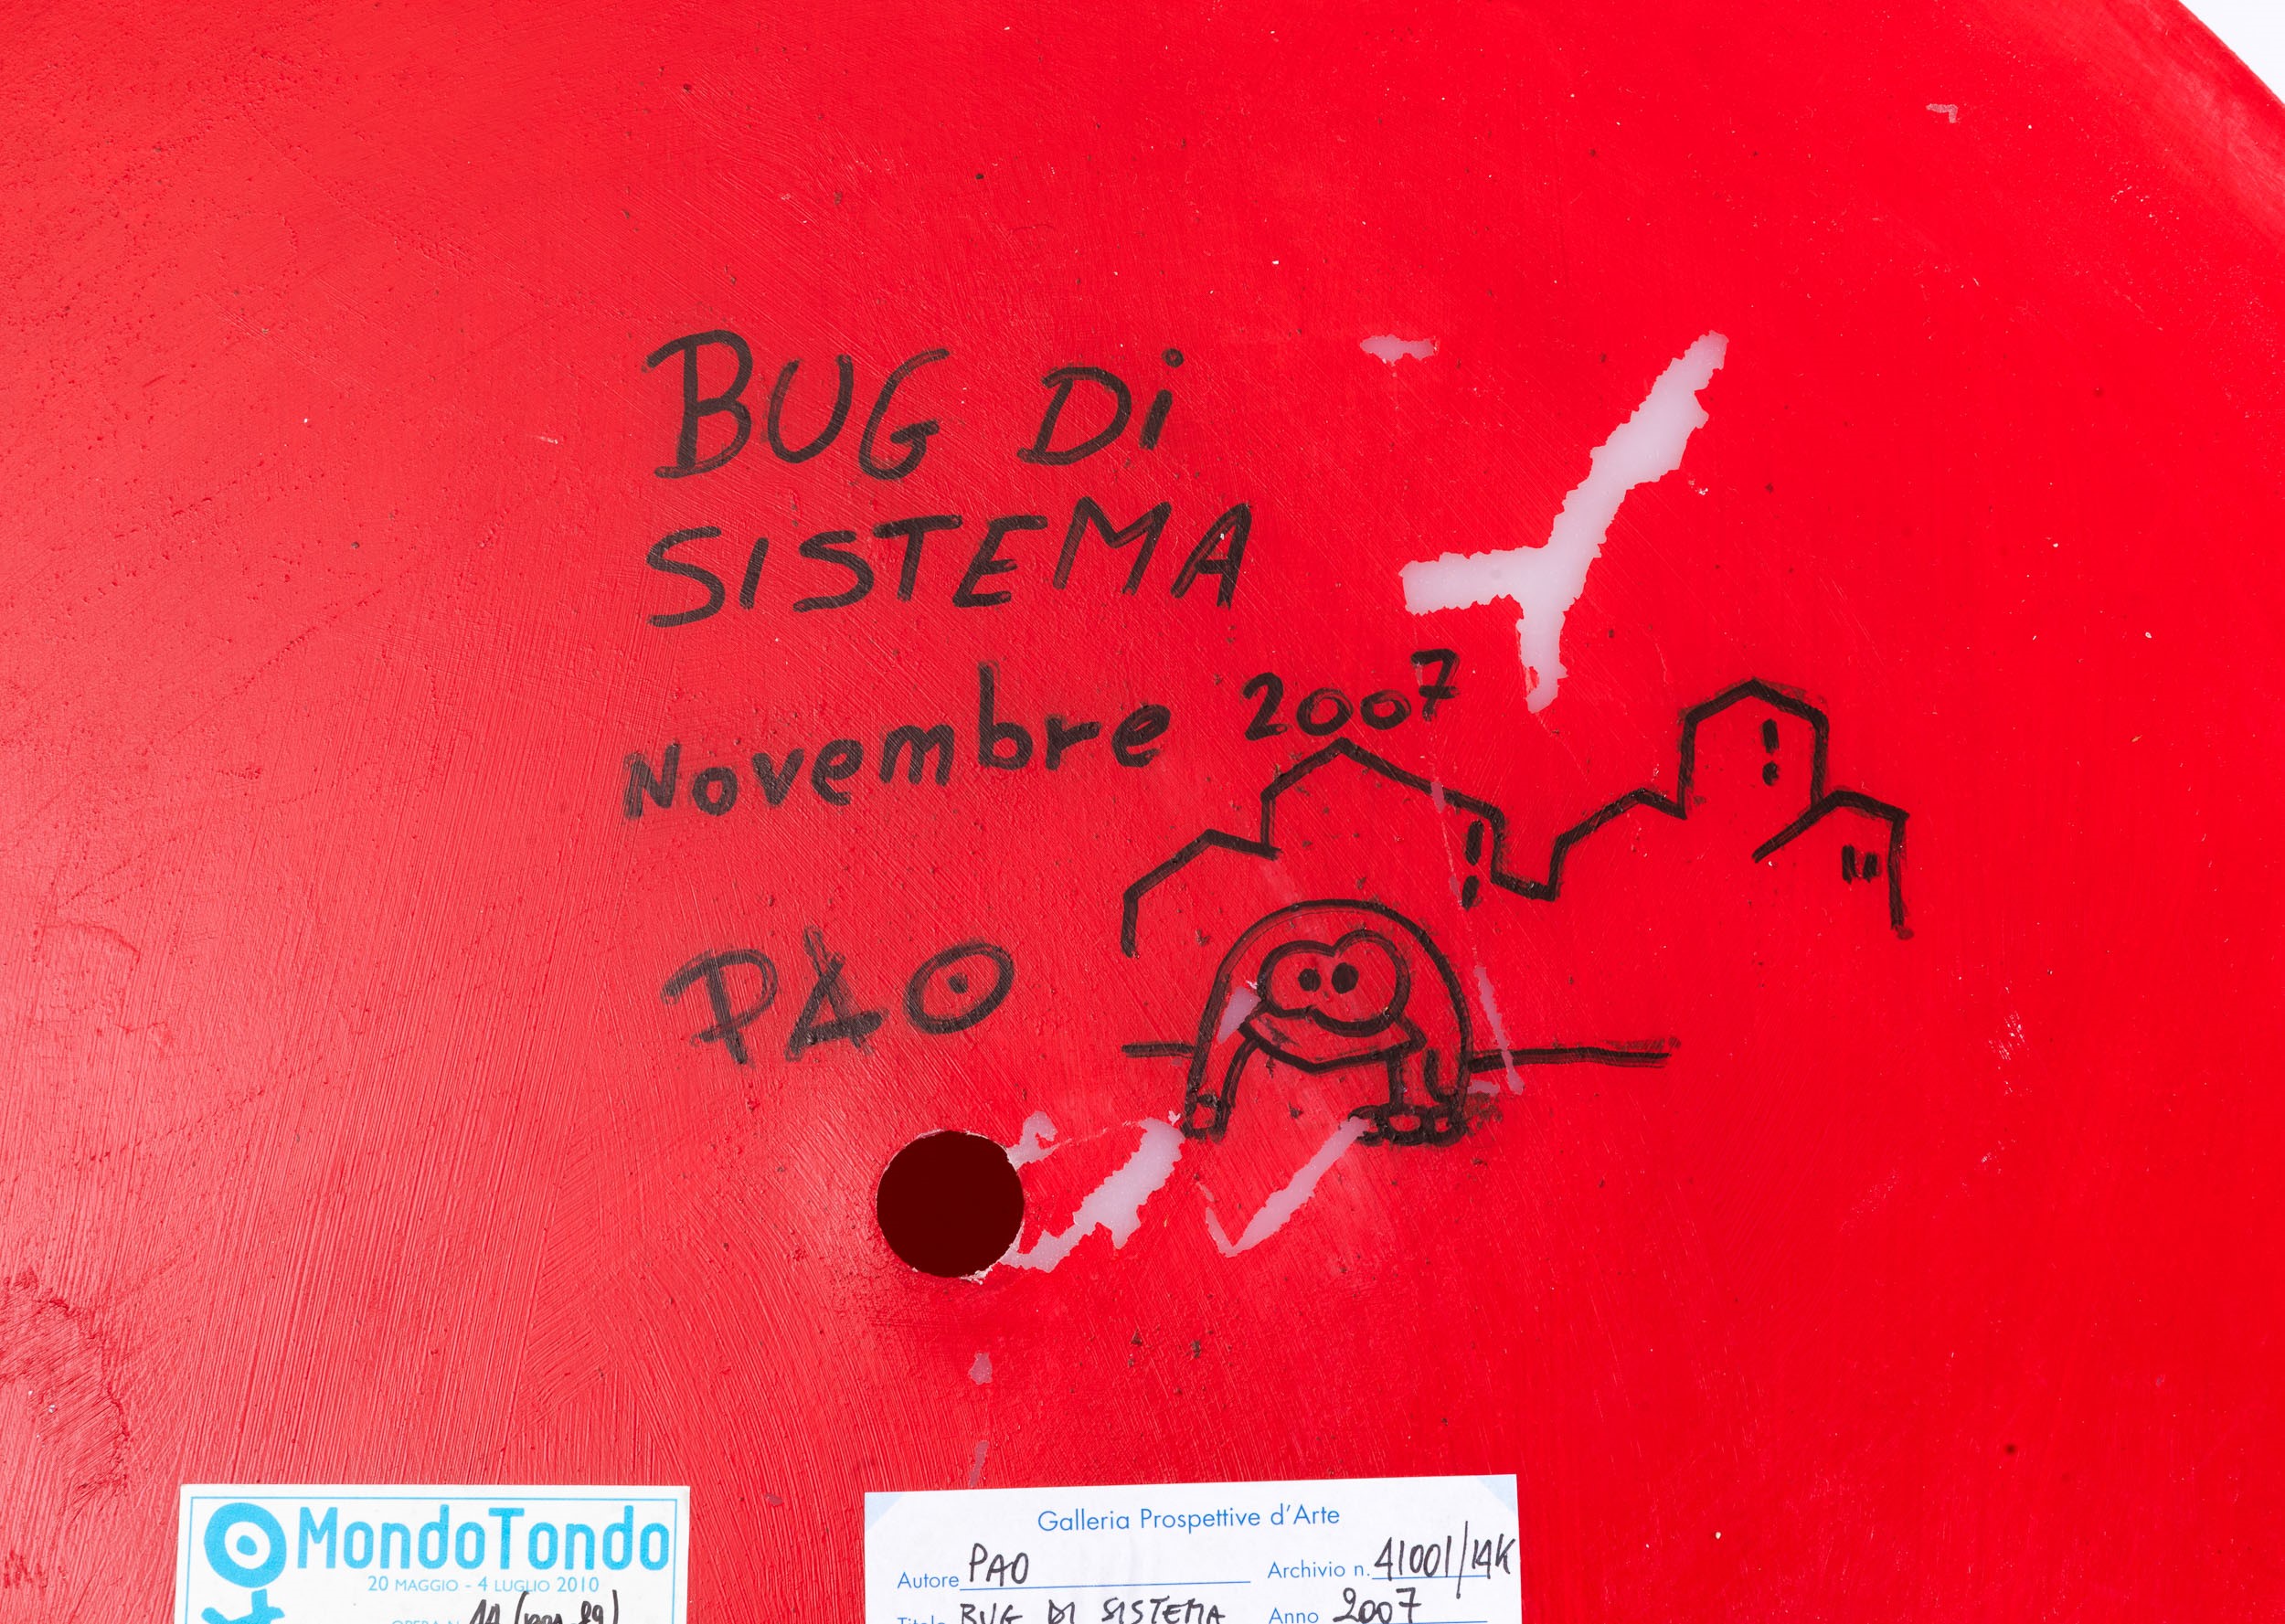 BUG Di
SISTEMA
Novembre 2007
PAO
MondoTondo
20 MAGGIO - 4 LUGLIO 2010
Galleria Prospettive d'Arte
Autore PAO Archivio n. 41001/14K
BUG DI SISTEMA Anno 2007